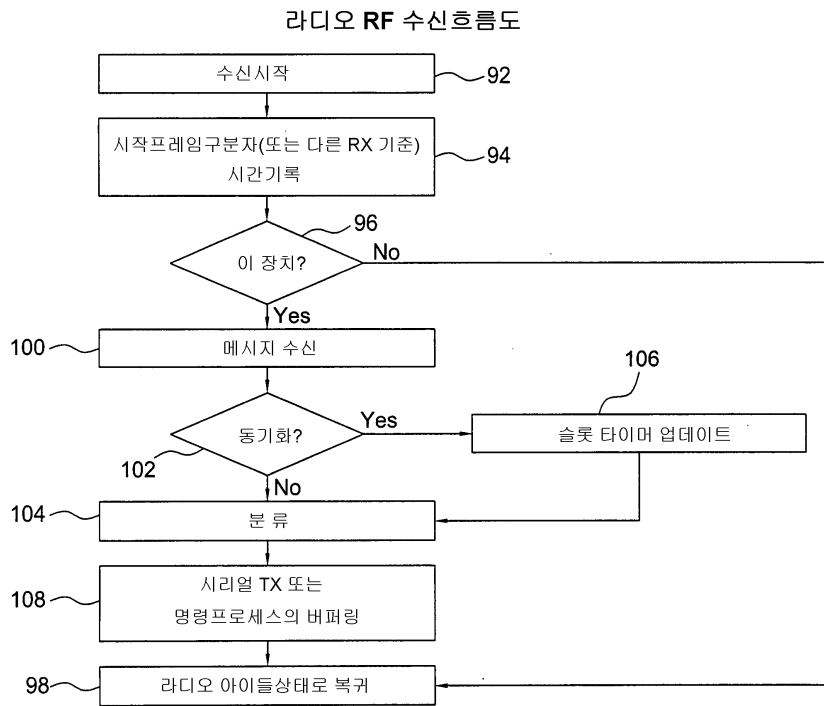 라디오 RF 수신흐름도
수신시작
92
시작프레임구분자(또는 다른 RX 기준)
시간기록
94
96
이 장치?
No
Yes
100
메시지 수신
106
동기화?
Yes
슬롯 타이머 업데이트
102
No
104
분 류
108
시리얼 TX 또는
명령프로세스의 버퍼링
98
라디오 아이들상태로 복귀